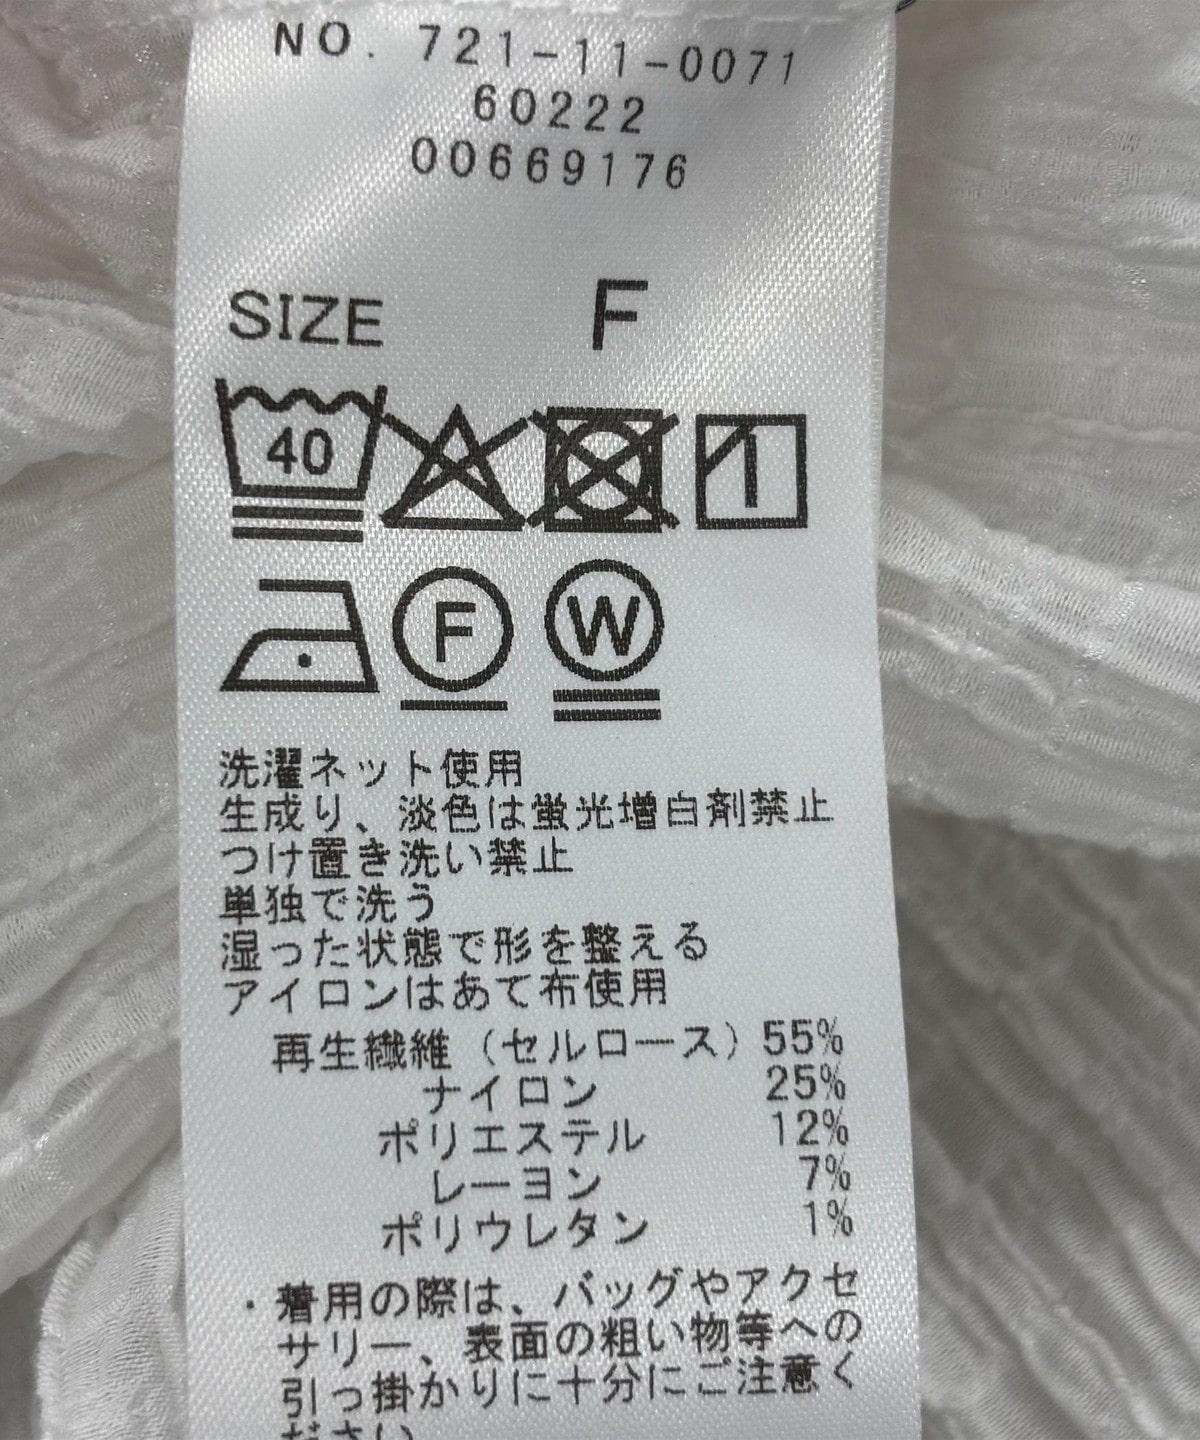 NO. 721-11-0071
60222
00669176
SIZE F
40
F W
洗濯ネット使用
生成り、淡色は蛍光増白剤禁止
つけ置き洗い禁止
単独で洗う
湿った状態で形を整える
アイロンはあて布使用
再生繊維（セルロース）55%
ナイロン 25%
ポリエステル 12%
レーヨン 7%
ポリウレタン 1%
・着用の際は、バッグやアクセ
サリー、表面の粗い物等への
引っ掛かりに十分にご注意く
ださい